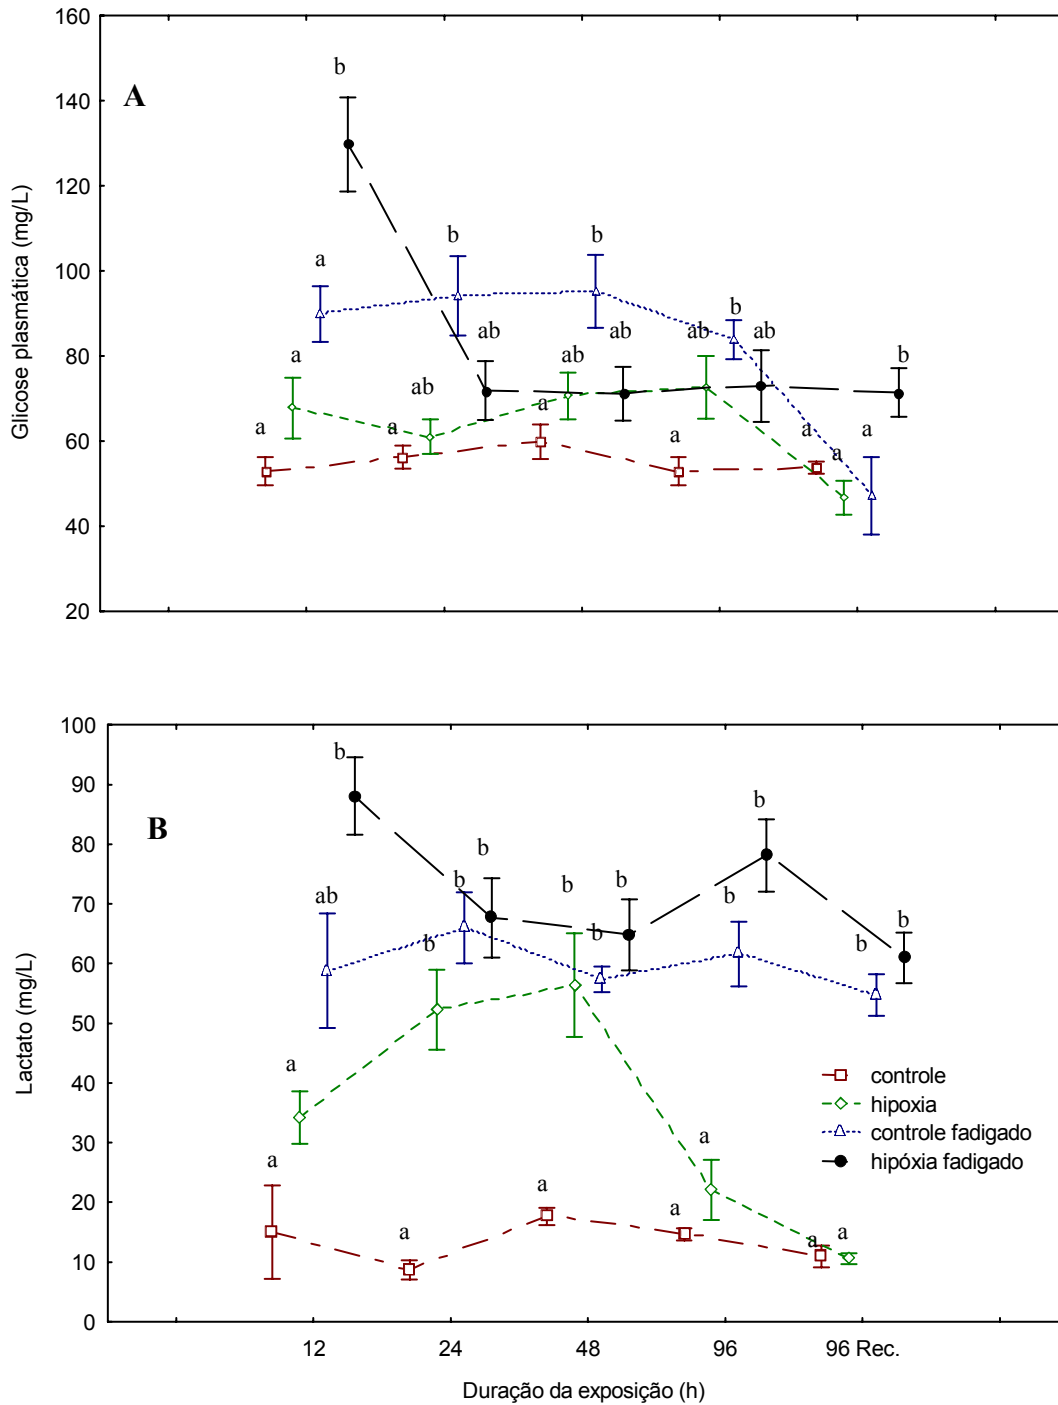 160
b
A
140
120
b
b
a
100
b
ab
ab
ab
ab
80
b
a
ab
ab
a
a
a
a
a
a
a
60
40
20
Glicose plasmática (mg/L)
100
b
90
b
B
80
b
b
b
b
b
ab
70
b
b
b
b
60
50
a
40
controle
hipoxia
a
30
controle fadigado
a
hipóxia fadigado
20
a
a
a
a
a
10
0
Lactato (mg/L)
12 24 48 96 96 Rec.
Duração da exposição (h)